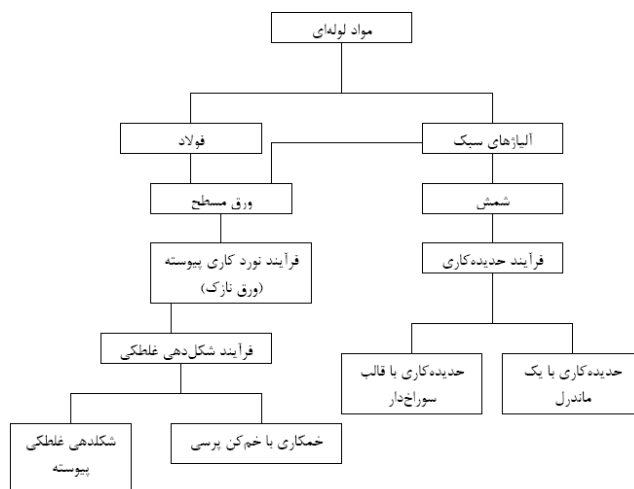 مواد لوله‌ای
فولاد
آلیاژهای سبک
ورق مسطح
شمش
فرآیند نورد کاری پیوسته
(ورق نازک)
فرآیند حدیده‌کاری
فرآیند شکل‌دهی غلطکی
حدیده‌کاری با قالب
سوراخ‌دار
حدیده‌کاری با یک
ماندرل
شکلدهی غلطکی
پیوسته
خمکاری با خم‌کن پرسی